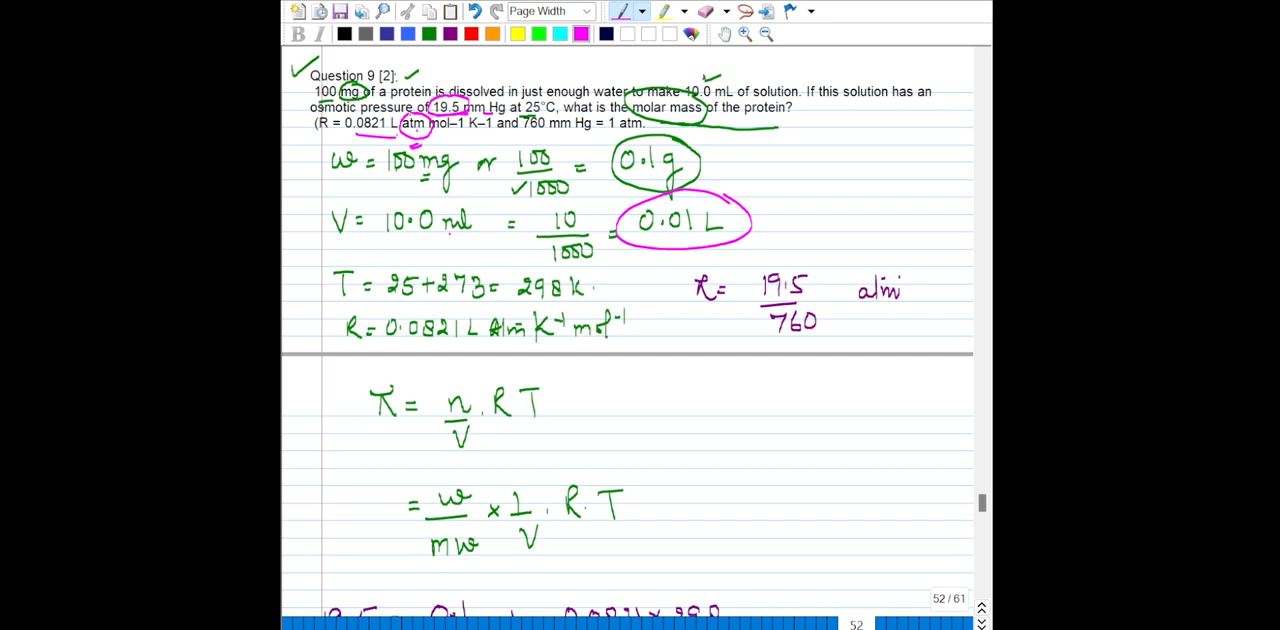 Page Width
B I
Question 9 [2]:
100 mg of a protein is dissolved in just enough water to make 10.0 mL of solution. If this solution has an
osmotic pressure of 19.5 mm Hg at 25°C, what is the molar mass of the protein?
(R = 0.0821 L atm mol–1 K–1 and 760 mm Hg = 1 atm.
w = 100 mg or 100/1000 = 0.1g
V = 10.0 ml = 10/1000 = 0.01 L
T = 25+273 = 298 K.
π = 19.5/760 atm
R = 0.0821 L atm K⁻¹ mol⁻¹
π = n/V . R T
= w/mw × 1/V . R. T
52 / 61
52